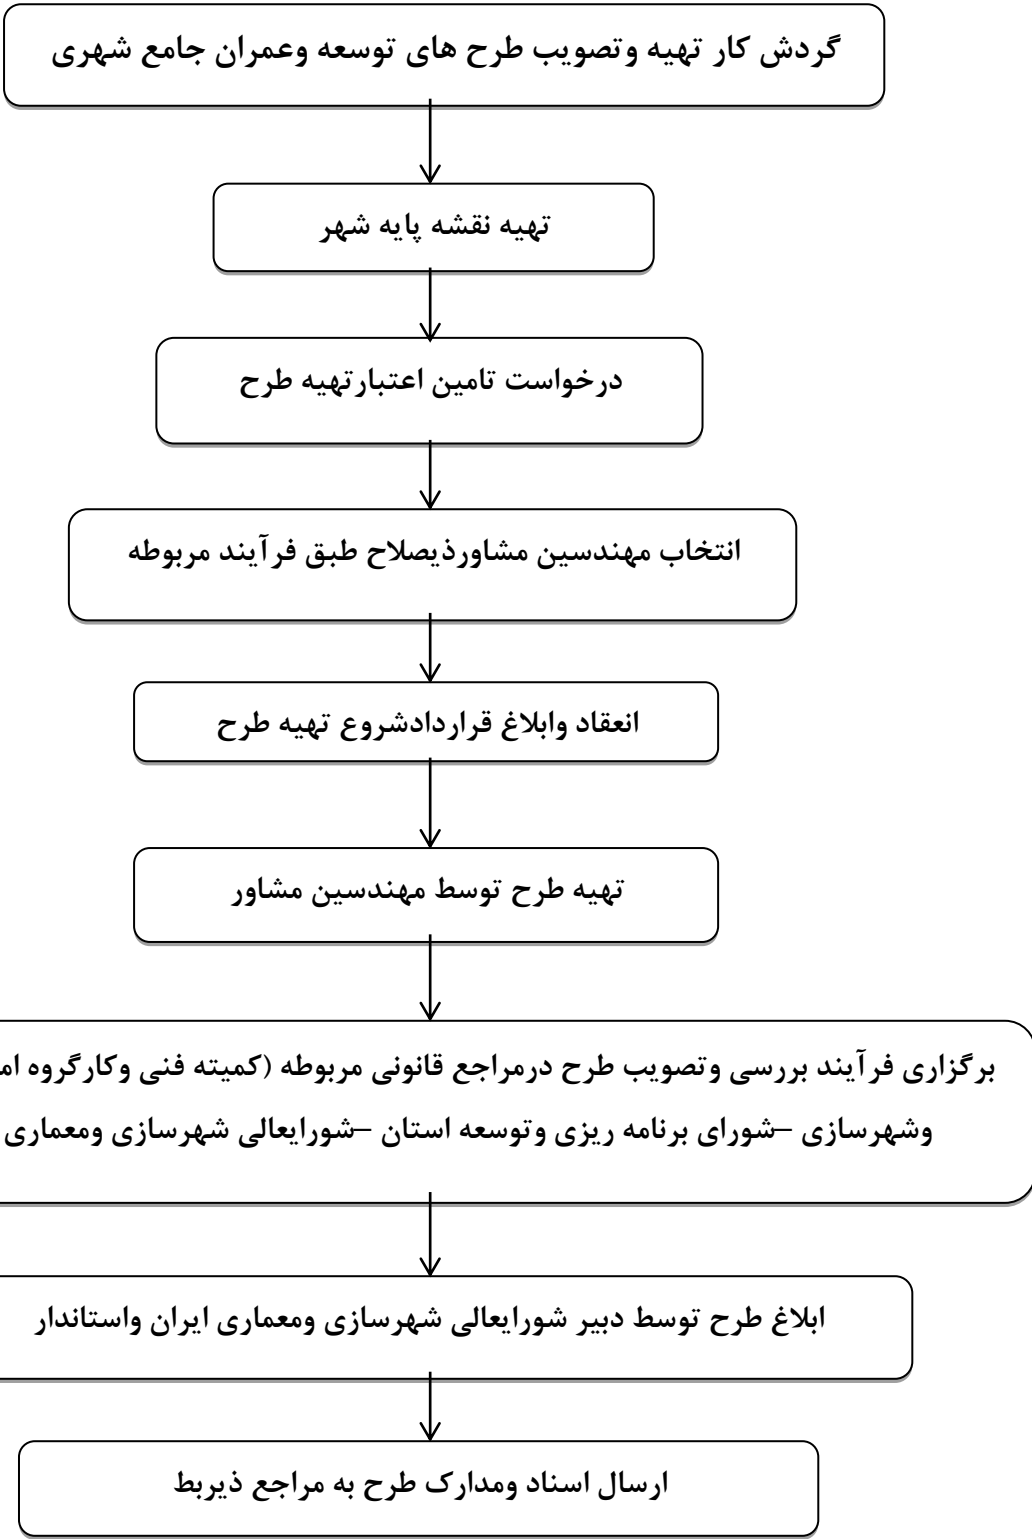 گردش کار تهیه وتصویب طرح های توسعه وعمران جامع شهری
تهیه نقشه پایه شهر
درخواست تامین اعتبارتهیه طرح
انتخاب مهندسین مشاورذیصلاح طبق فرآیند مربوطه
انعقاد وابلاغ قراردادشروع تهیه طرح
تهیه طرح توسط مهندسین مشاور
برگزاری فرآیند بررسی وتصویب طرح درمراجع قانونی مربوطه (کمیته فنی وکارگروه
وشهرسازی –شورای برنامه ریزی وتوسعه استان –شورایعالی شهرسازی ومعماری
ابلاغ طرح توسط دبیر شورایعالی شهرسازی ومعماری ایران واستاندار
ارسال اسناد ومدارک طرح به مراجع ذیربط